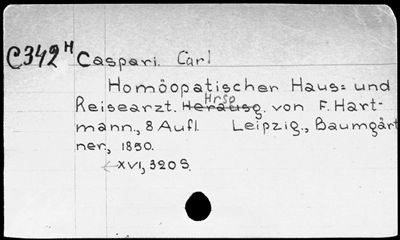 C342H Caspari. Carl
Homöopatischer Haus= und
Reisearzt. Herausg. Hrsg von F. Hart-
mann., 8 Aufl. Leipzig., Baumgärt
ner., 1850.
XVI, 320 S.